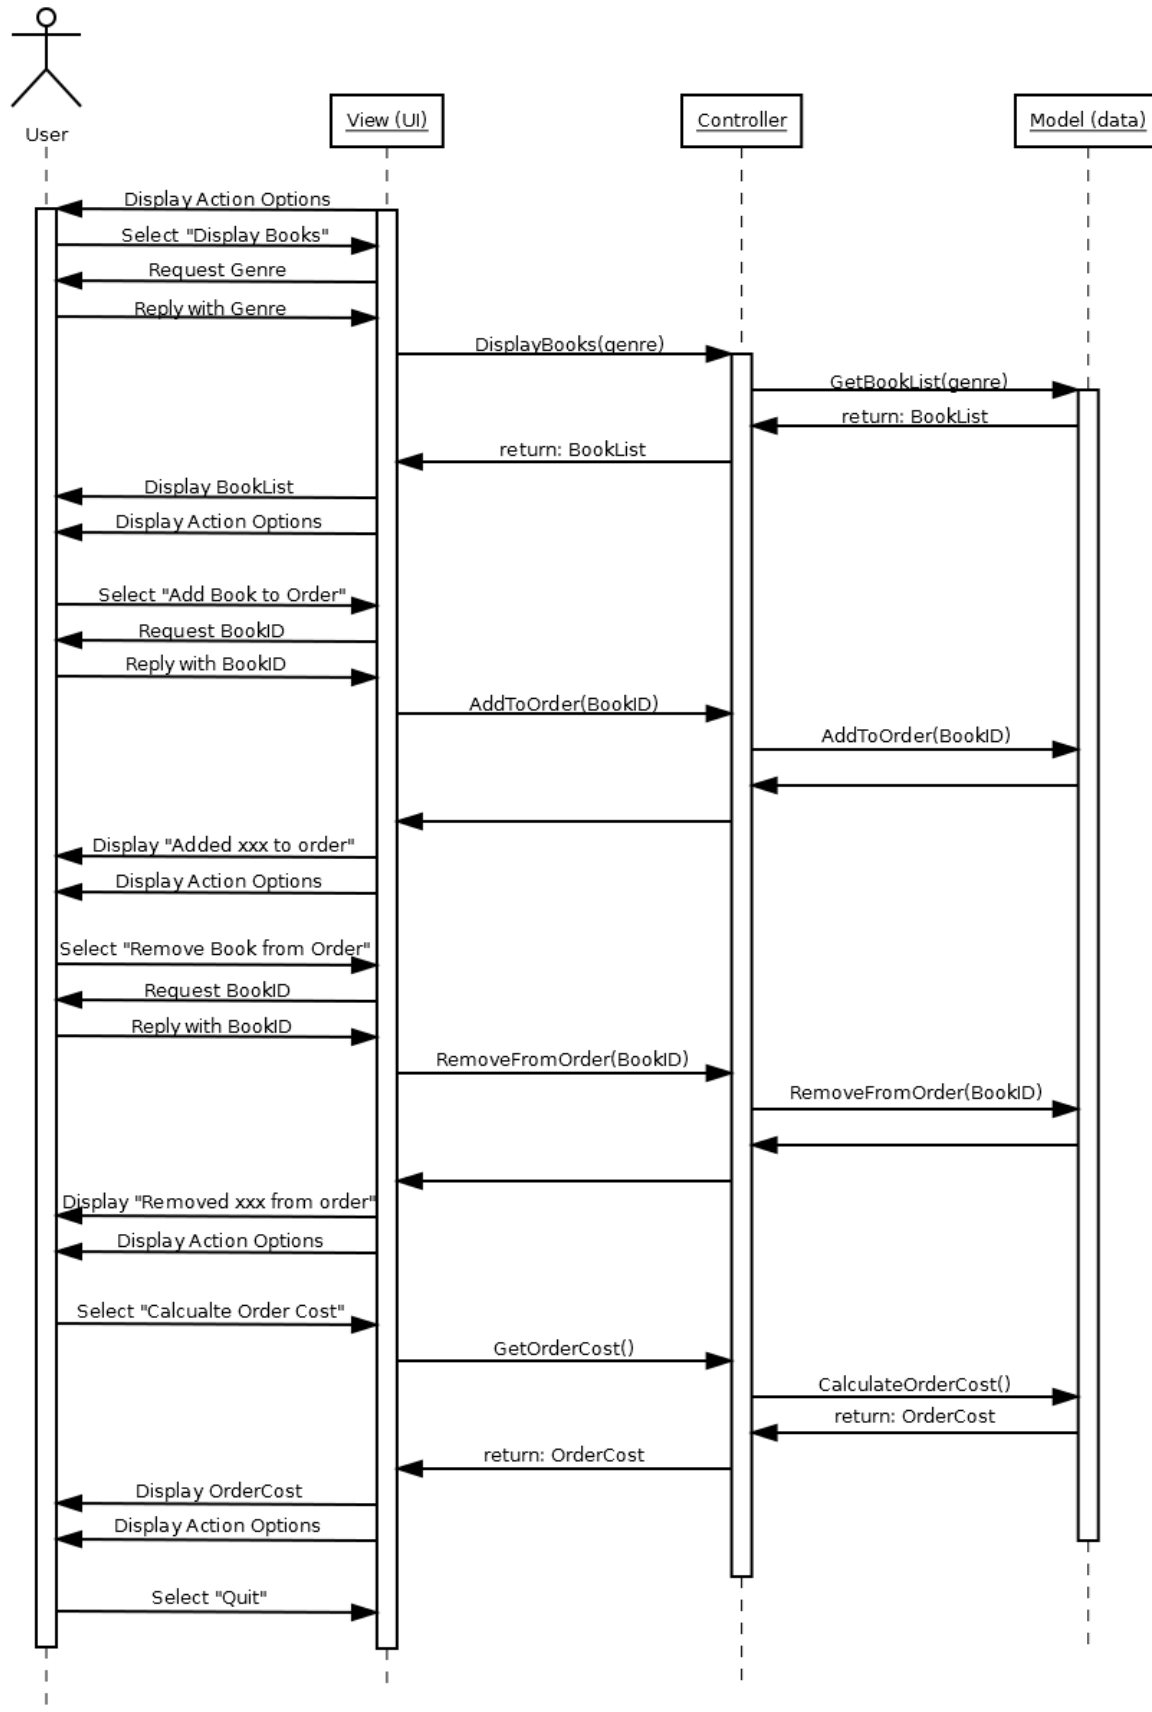 User
View (UI)
Controller
Model (data)
Display Action Options
Select "Display Books"
Request Genre
Reply with Genre
DisplayBooks(genre)
GetBookList(genre)
return: BookList
return: BookList
Display BookList
Display Action Options
Select "Add Book to Order"
Request BookID
Reply with BookID
AddToOrder(BookID)
AddToOrder(BookID)
Display "Added xxx to order"
Display Action Options
Select "Remove Book from Order"
Request BookID
Reply with BookID
RemoveFromOrder(BookID)
RemoveFromOrder(BookID)
Display "Removed xxx from order"
Display Action Options
Select "Calcualte Order Cost"
GetOrderCost()
CalculateOrderCost()
return: OrderCost
return: OrderCost
Display OrderCost
Display Action Options
Select "Quit"